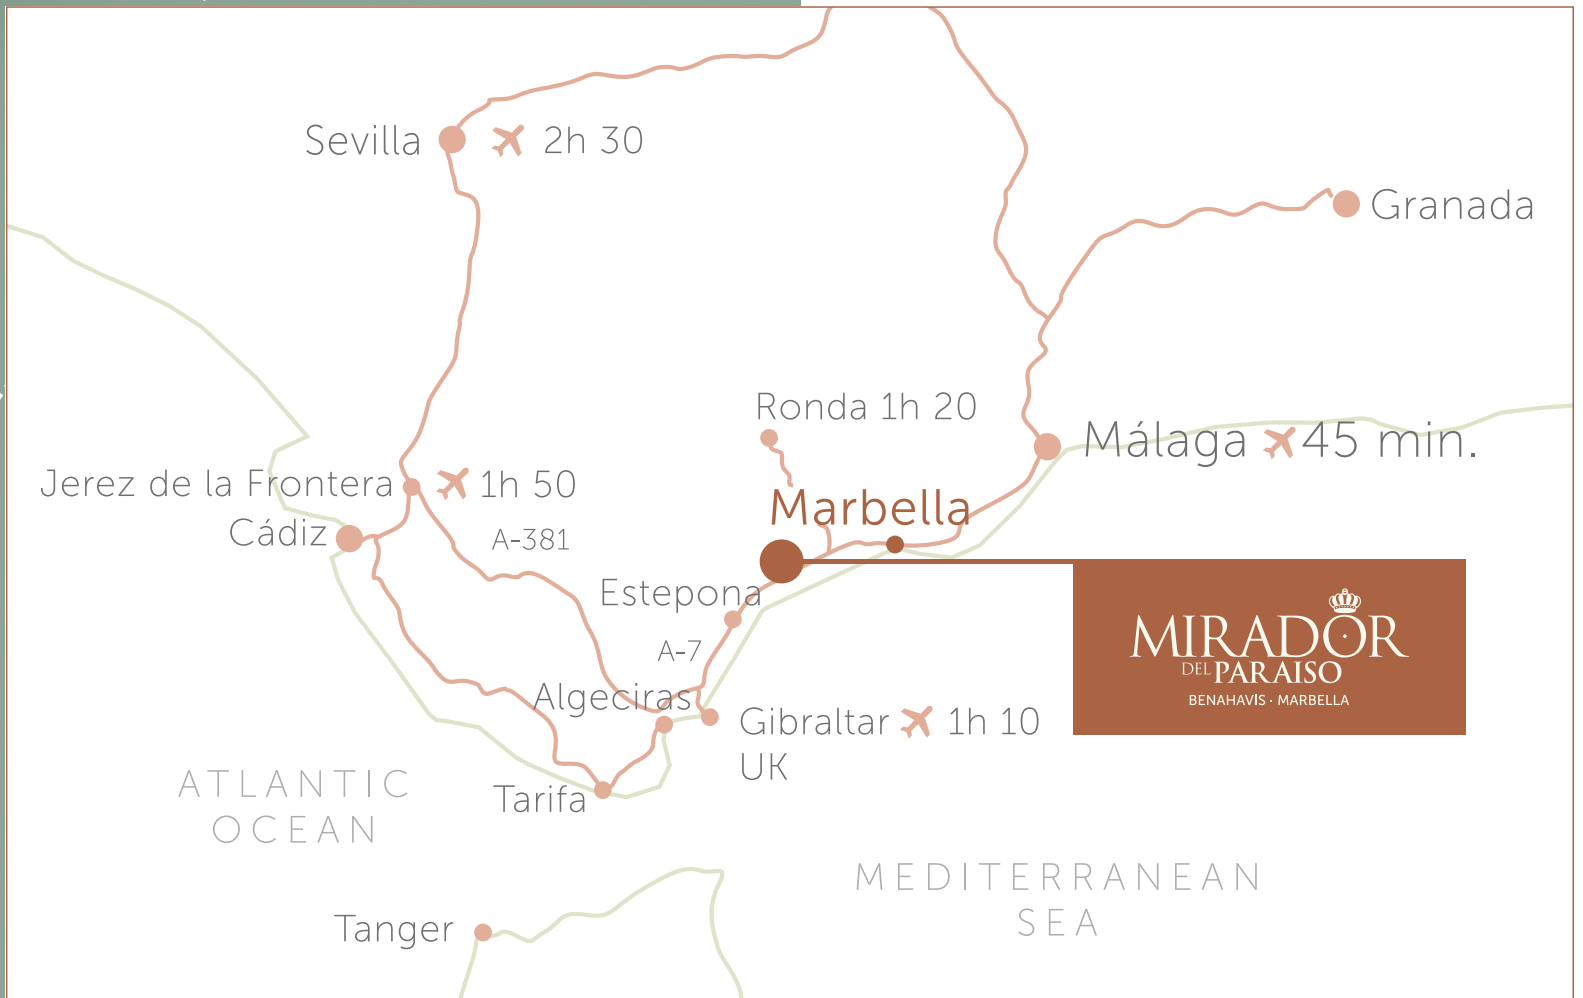 Sevilla 2h 30
Granada
Ronda 1h 20
Málaga 45 min.
Jerez de la Frontera 1h 50
Marbella
Cádiz
A-381
Estepona
A-7
MIRADOR
DEL PARAISO
BENAHAVÍS · MARBELLA
Algeciras
Gibraltar 1h 10
UK
Tarifa
ATLANTIC
OCEAN
MEDITERRANEAN
SEA
Tanger